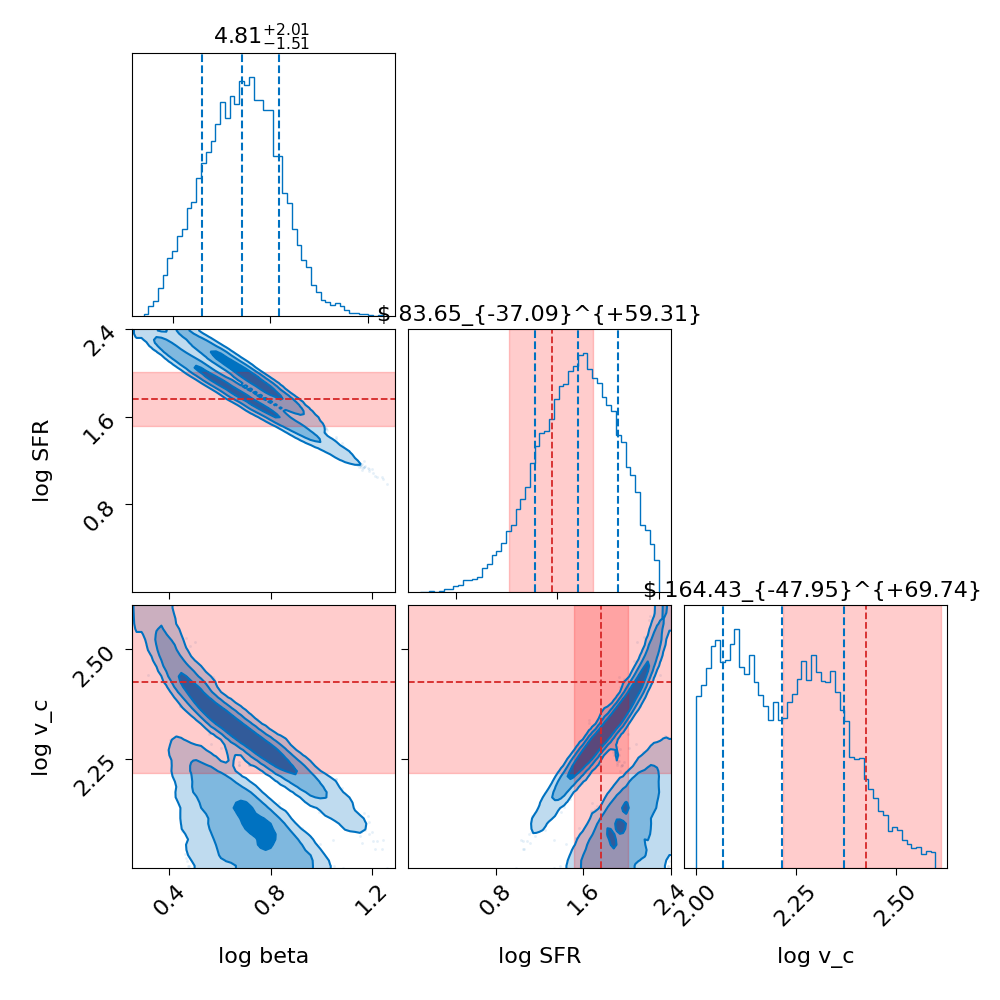 4.81+2.01−1.51
$ 83.65_{-37.09}^{+59.31}
2.4
1.6
0.8
log SFR
$ 164.43_{-47.95}^{+69.74}
2.50
2.25
log v_c
0.4 0.8 1.2
0.8 1.6 2.4
2.00 2.25 2.50
log beta log SFR log v_c